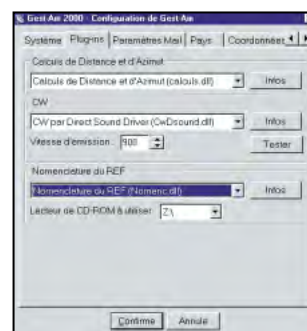 Gest Am 2000 - Configuration de Gest Am
Système Plug-ins Paramètres Mail Pays Coordonnées
Calculs de Distance et d'Azimut
Calculs de Distance et d'Azimut (calculs.dll) Infos
CW
CW par Direct Sound Driver (CwDsound.dll) Infos
Vitesse d'émission : 900 Tester
Nomenclature du REF
Nomenclature du REF (Nomenc.dll) Infos
Lecteur de CD-ROM à utiliser Z:\
Confirme Annule